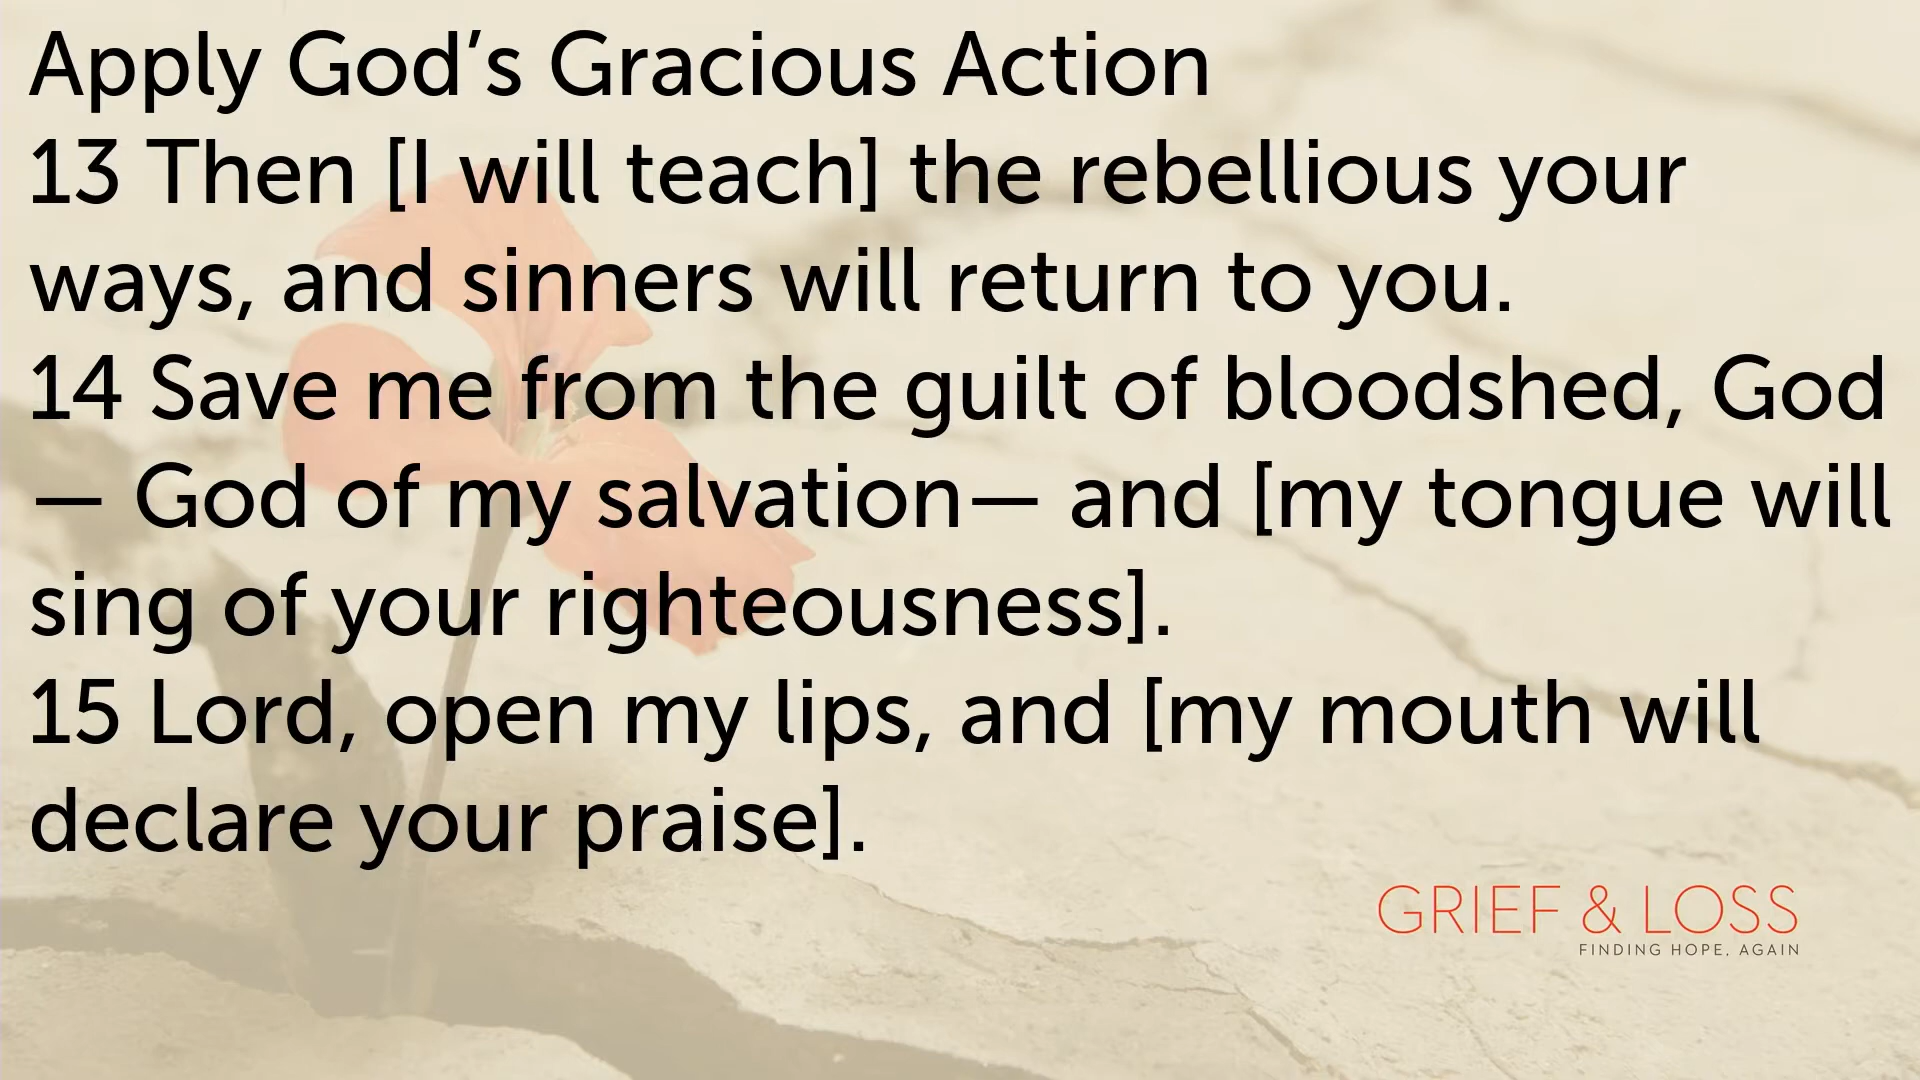 Apply God’s Gracious Action
13 Then [I will teach] the rebellious your
ways, and sinners will return to you.
14 Save me from the guilt of bloodshed, God
— God of my salvation— and [my tongue will
sing of your righteousness].
15 Lord, open my lips, and [my mouth will
declare your praise].
GRIEF & LOSS
FINDING HOPE, AGAIN